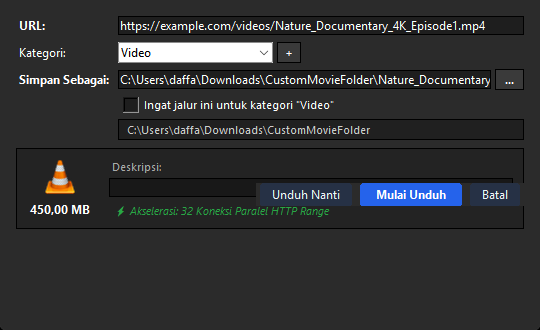 URL: https://example.com/videos/Nature_Documentary_4K_Episode1.mp4
Kategori: Video +
Simpan Sebagai: C:\Users\daffa\Downloads\CustomMovieFolder\Nature_Documentary ...
Ingat jalur ini untuk kategori "Video"
C:\Users\daffa\Downloads\CustomMovieFolder
Deskripsi:
Unduh Nanti Mulai Unduh Batal
450,00 MB
Akselerasi: 32 Koneksi Paralel HTTP Range